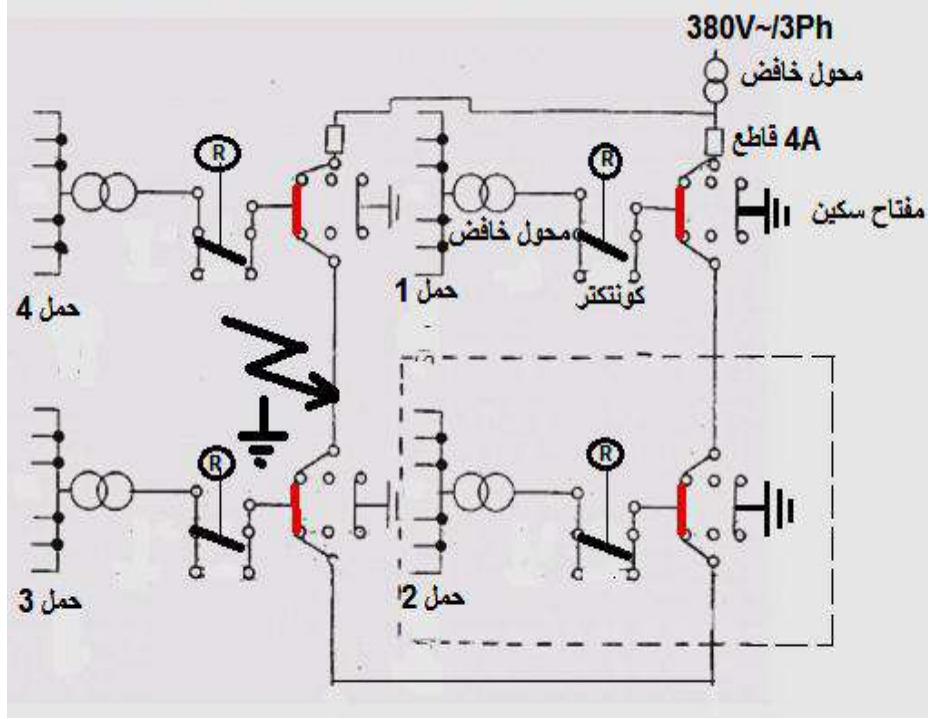 380V~/3Ph
محول خافض
4A قاطع
مفتاح سكين
R
R
محول خافض
كونتكتر
حمل 1
حمل 4
R
R
حمل 2
حمل 3